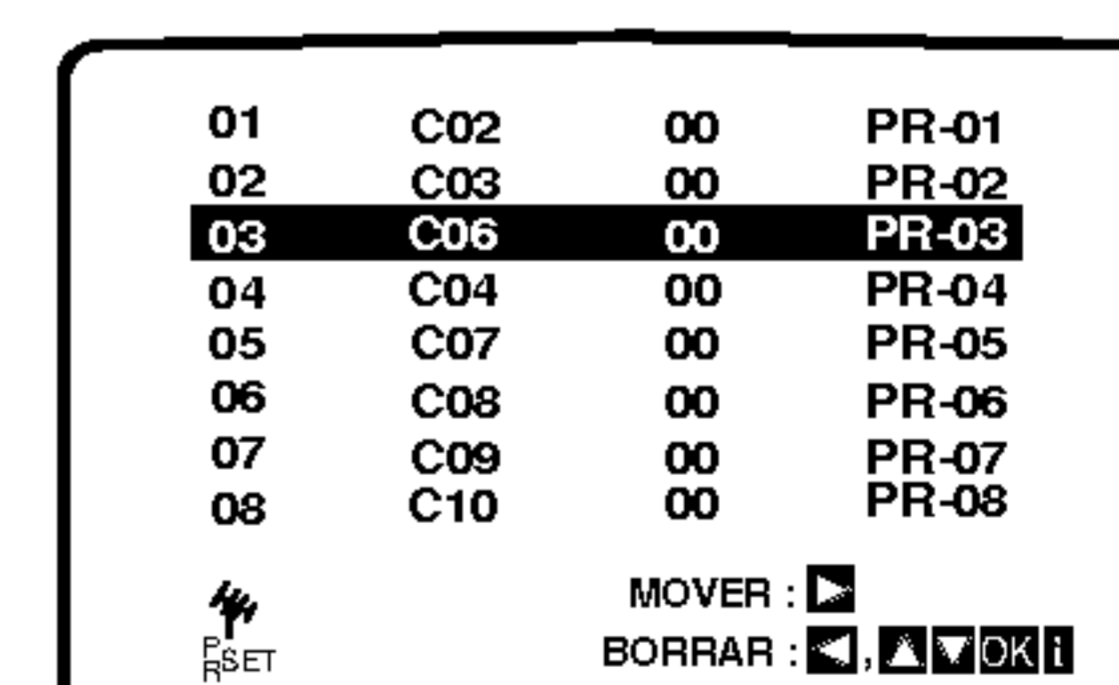 01 C02 00 PR-01
02 C03 00 PR-02
03 C06 00 PR-03
04 C04 00 PR-04
05 C07 00 PR-05
06 C08 00 PR-06
07 C09 00 PR-07
08 C10 00 PR-08
MOVER : ▶
PR SET BORRAR : ◀ , ▲ ▼ OK i